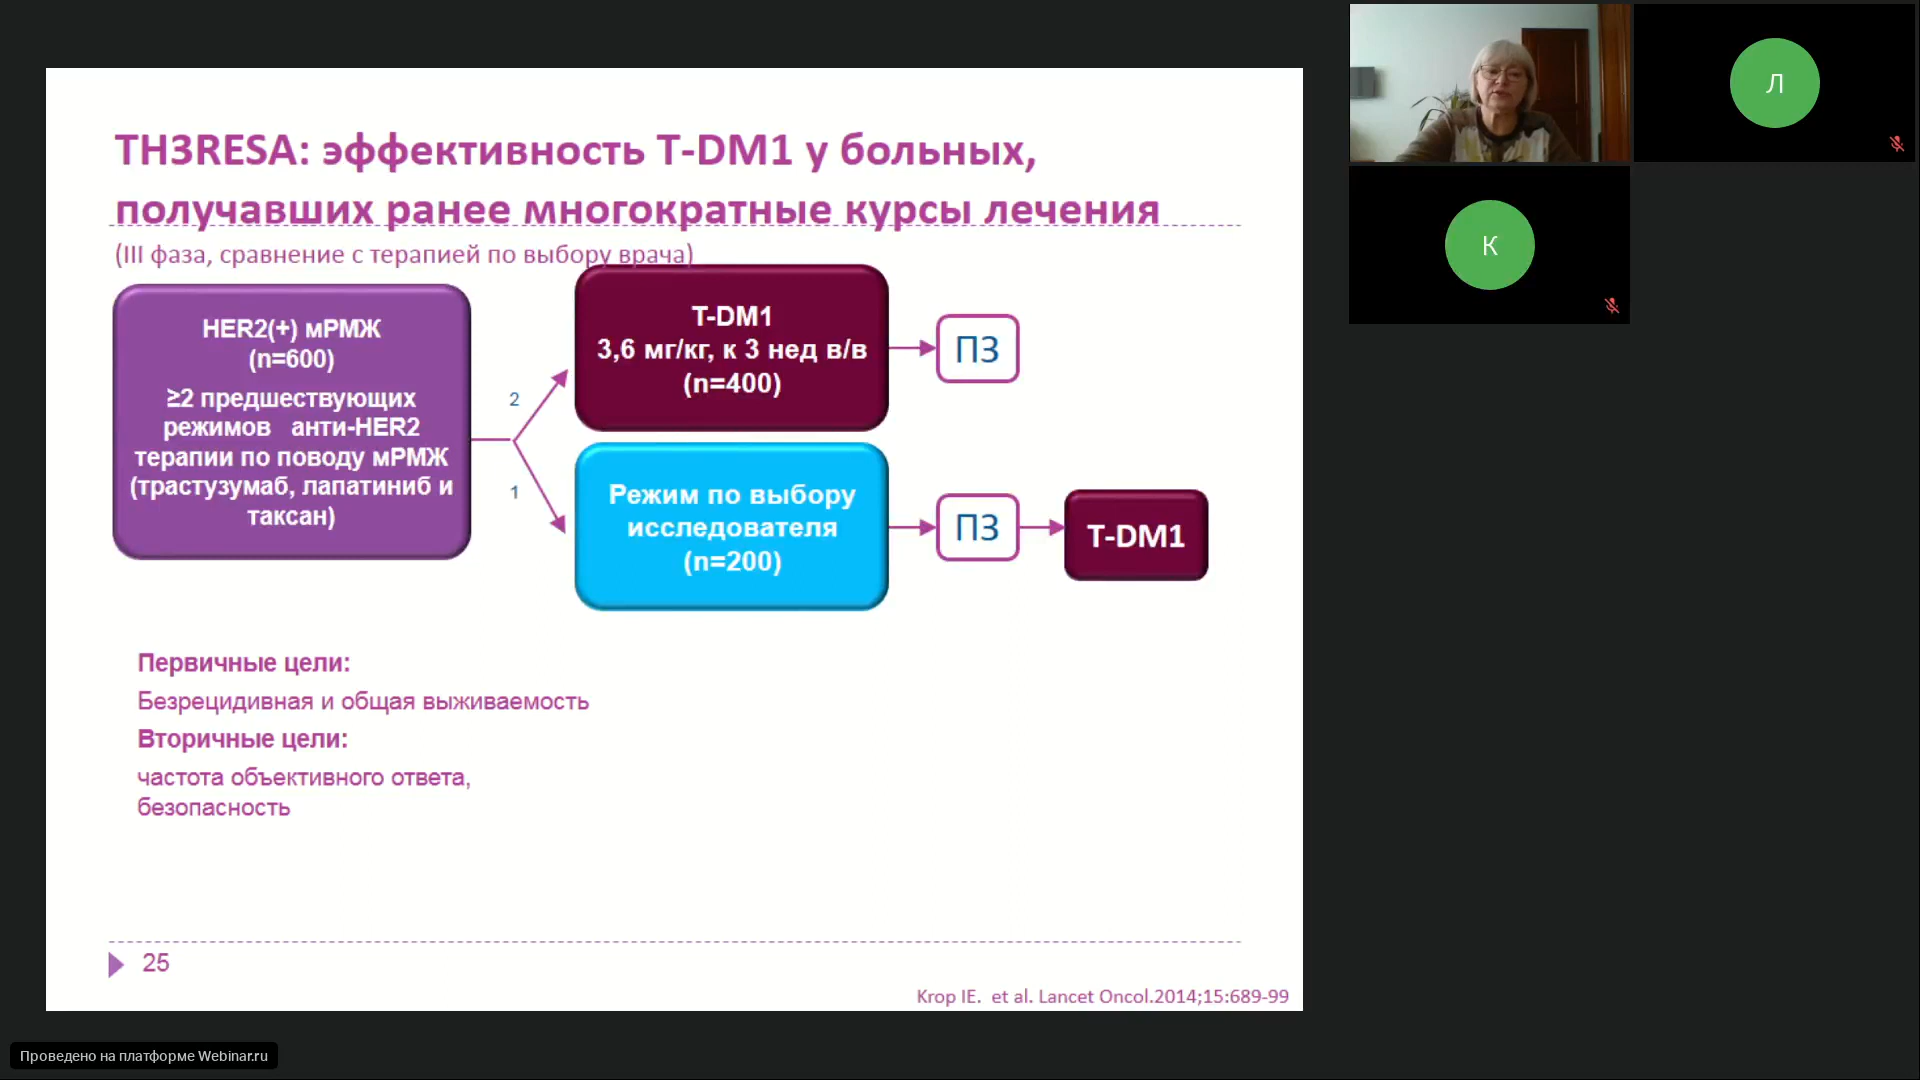 TH3RESA: эффективность T-DM1 у больных,
получавших ранее многократные курсы лечения
(III фаза, сравнение с терапией по выбору врача)
HER2(+) мРМЖ
(n=600)
≥2 предшествующих
режимов анти-HER2
терапии по поводу мРМЖ
(трастузумаб, лапатиниб и
таксан)
2
1
T-DM1
3,6 мг/кг, к 3 нед в/в
(n=400)
ПЗ
Режим по выбору
исследователя
(n=200)
ПЗ
T-DM1
Первичные цели:
Безрецидивная и общая выживаемость
Вторичные цели:
частота объективного ответа,
безопасность
25
Krop IE. et al. Lancet Oncol.2014;15:689-99
Л
К
Проведено на платформе Webinar.ru